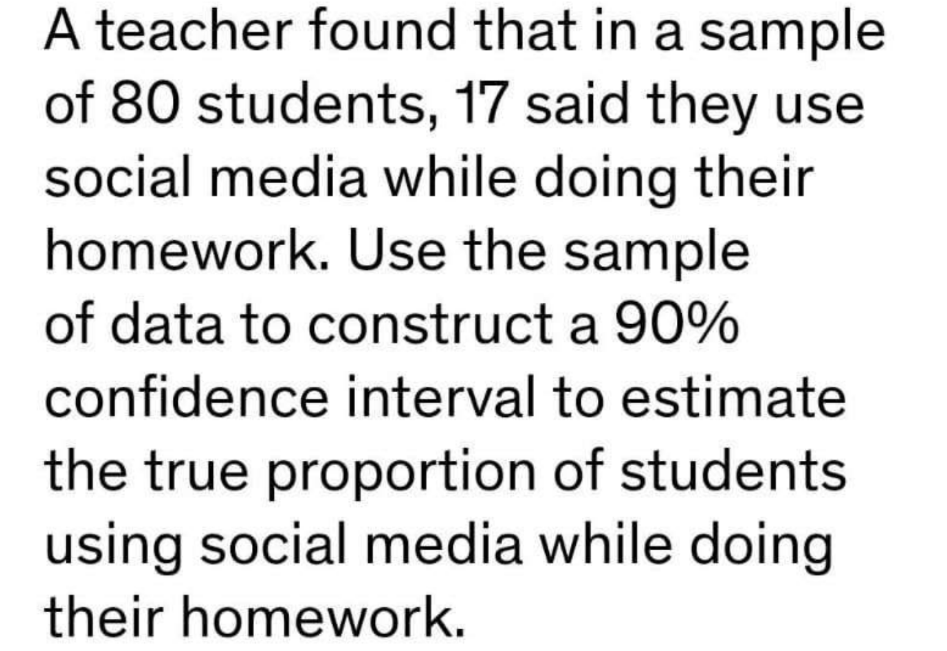 A teacher found that in a sample
of 80 students, 17 said they use
social media while doing their
homework. Use the sample
of data to construct a 90%
confidence interval to estimate
the true proportion of students
using social media while doing
their homework.